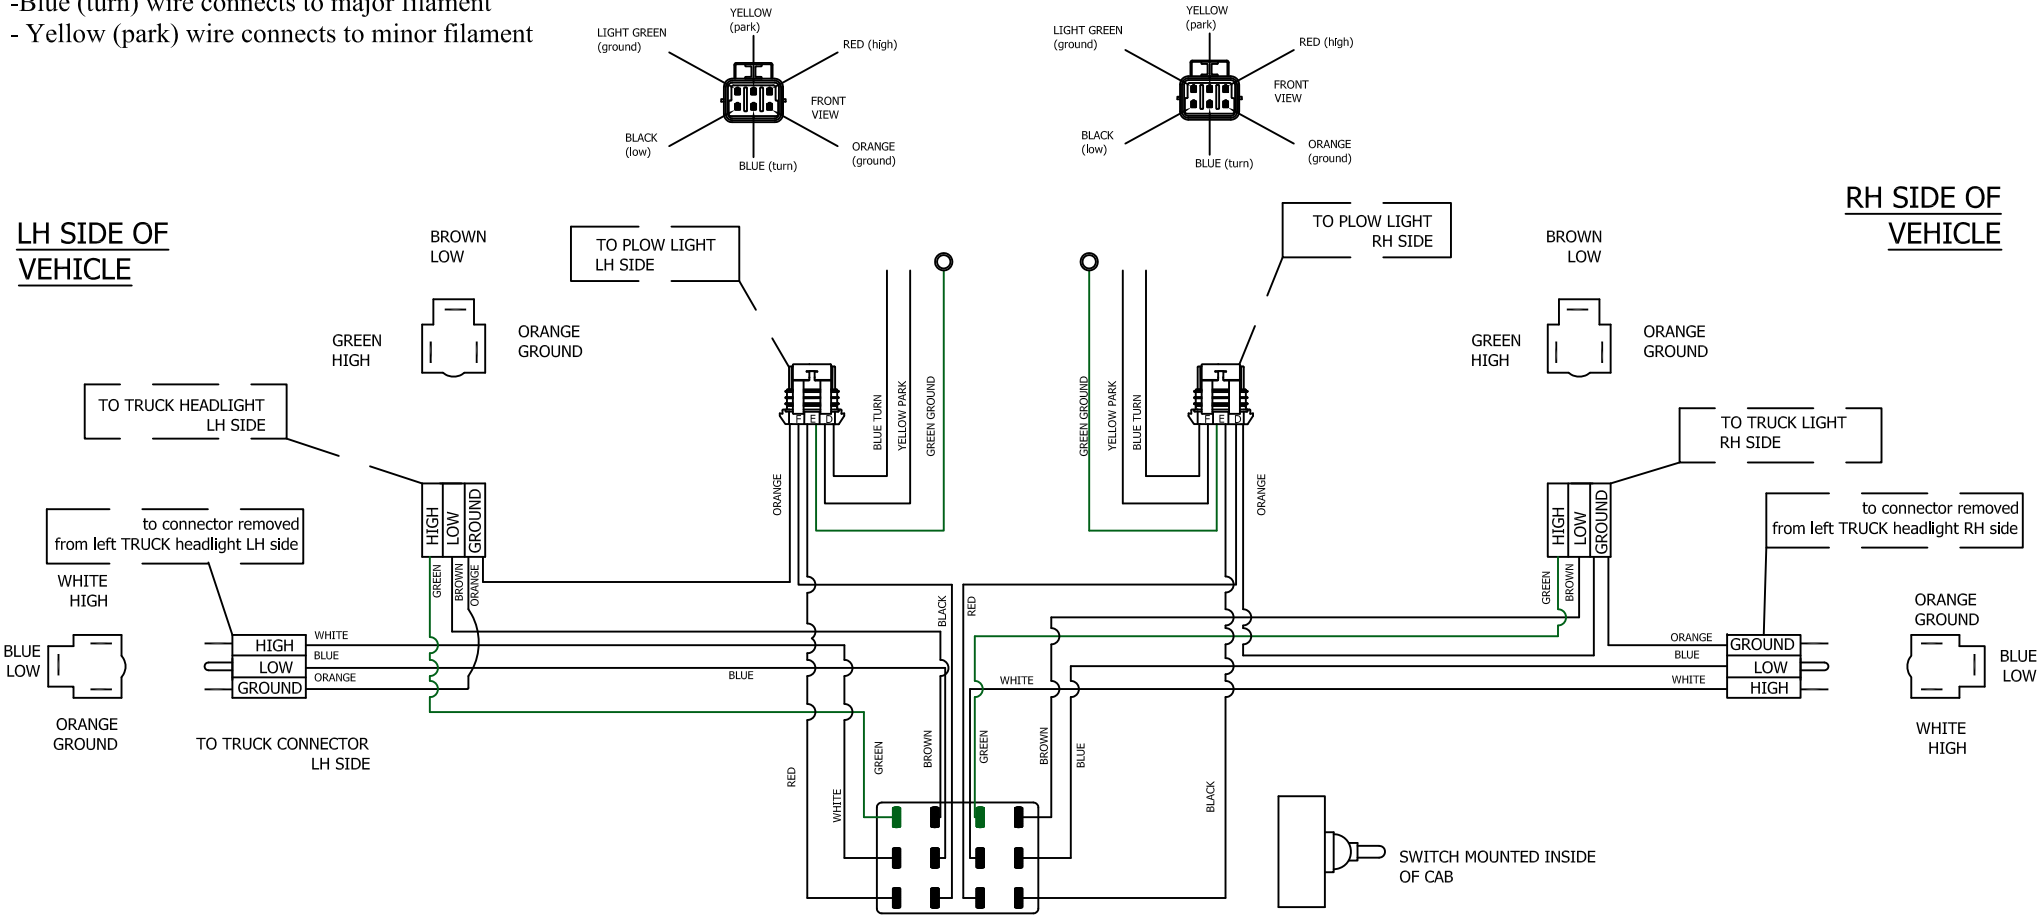 -Blue (turn) wire connects to major filament
- Yellow (park) wire connects to minor filament
YELLOW
(park)
LIGHT GREEN
(ground)
RED (high)
FRONT
VIEW
BLACK
(low)
ORANGE
(ground)
BLUE (turn)
YELLOW
(park)
LIGHT GREEN
(ground)
RED (high)
FRONT
VIEW
BLACK
(low)
ORANGE
(ground)
BLUE (turn)
LH SIDE OF
VEHICLE
RH SIDE OF
VEHICLE
BROWN
LOW
GREEN
HIGH
ORANGE
GROUND
TO PLOW LIGHT
LH SIDE
TO PLOW LIGHT
RH SIDE
BROWN
LOW
GREEN
HIGH
ORANGE
GROUND
TO TRUCK HEADLIGHT
LH SIDE
F E D
BLUE TURN
YELLOW PARK
GREEN GROUND
GREEN GROUND
YELLOW PARK
BLUE TURN
F E D
TO TRUCK LIGHT
RH SIDE
HIGH
LOW
GROUND
ORANGE
ORANGE
HIGH
LOW
GROUND
to connector removed
from left TRUCK headlight LH side
to connector removed
from left TRUCK headlight RH side
GREEN
BROWN
ORANGE
BLACK
RED
GREEN
BROWN
WHITE
HIGH
BLUE
LOW
ORANGE
GROUND
HIGH
LOW
GROUND
WHITE
BLUE
ORANGE
BLUE
WHITE
ORANGE
BLUE
WHITE
GROUND
LOW
HIGH
ORANGE
GROUND
BLUE
LOW
WHITE
HIGH
TO TRUCK CONNECTOR
LH SIDE
RED
WHITE
GREEN
BROWN
GREEN
BROWN
BLUE
BLACK
SWITCH MOUNTED INSIDE
OF CAB